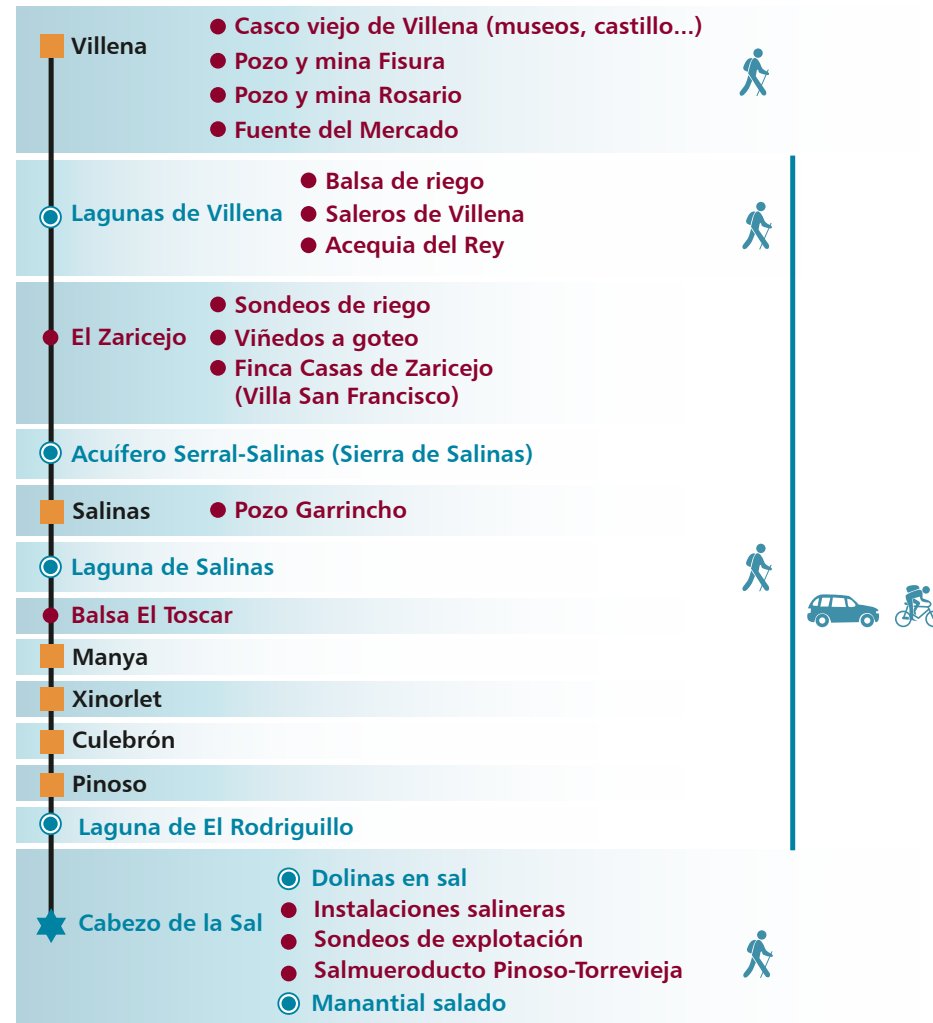 Villena
Casco viejo de Villena (museos, castillo...)
Pozo y mina Fisura
Pozo y mina Rosario
Fuente del Mercado
Lagunas de Villena
Balsa de riego
Saleros de Villena
Acequia del Rey
El Zaricejo
Sondeos de riego
Viñedos a goteo
Finca Casas de Zaricejo
(Villa San Francisco)
Acuífero Serral-Salinas (Sierra de Salinas)
Salinas
Pozo Garrincho
Laguna de Salinas
Balsa El Toscar
Manya
Xinorlet
Culebrón
Pinoso
Laguna de El Rodriguillo
Cabezo de la Sal
Dolinas en sal
Instalaciones salineras
Sondeos de explotación
Salmueroducto Pinoso-Torrevieja
Manantial salado